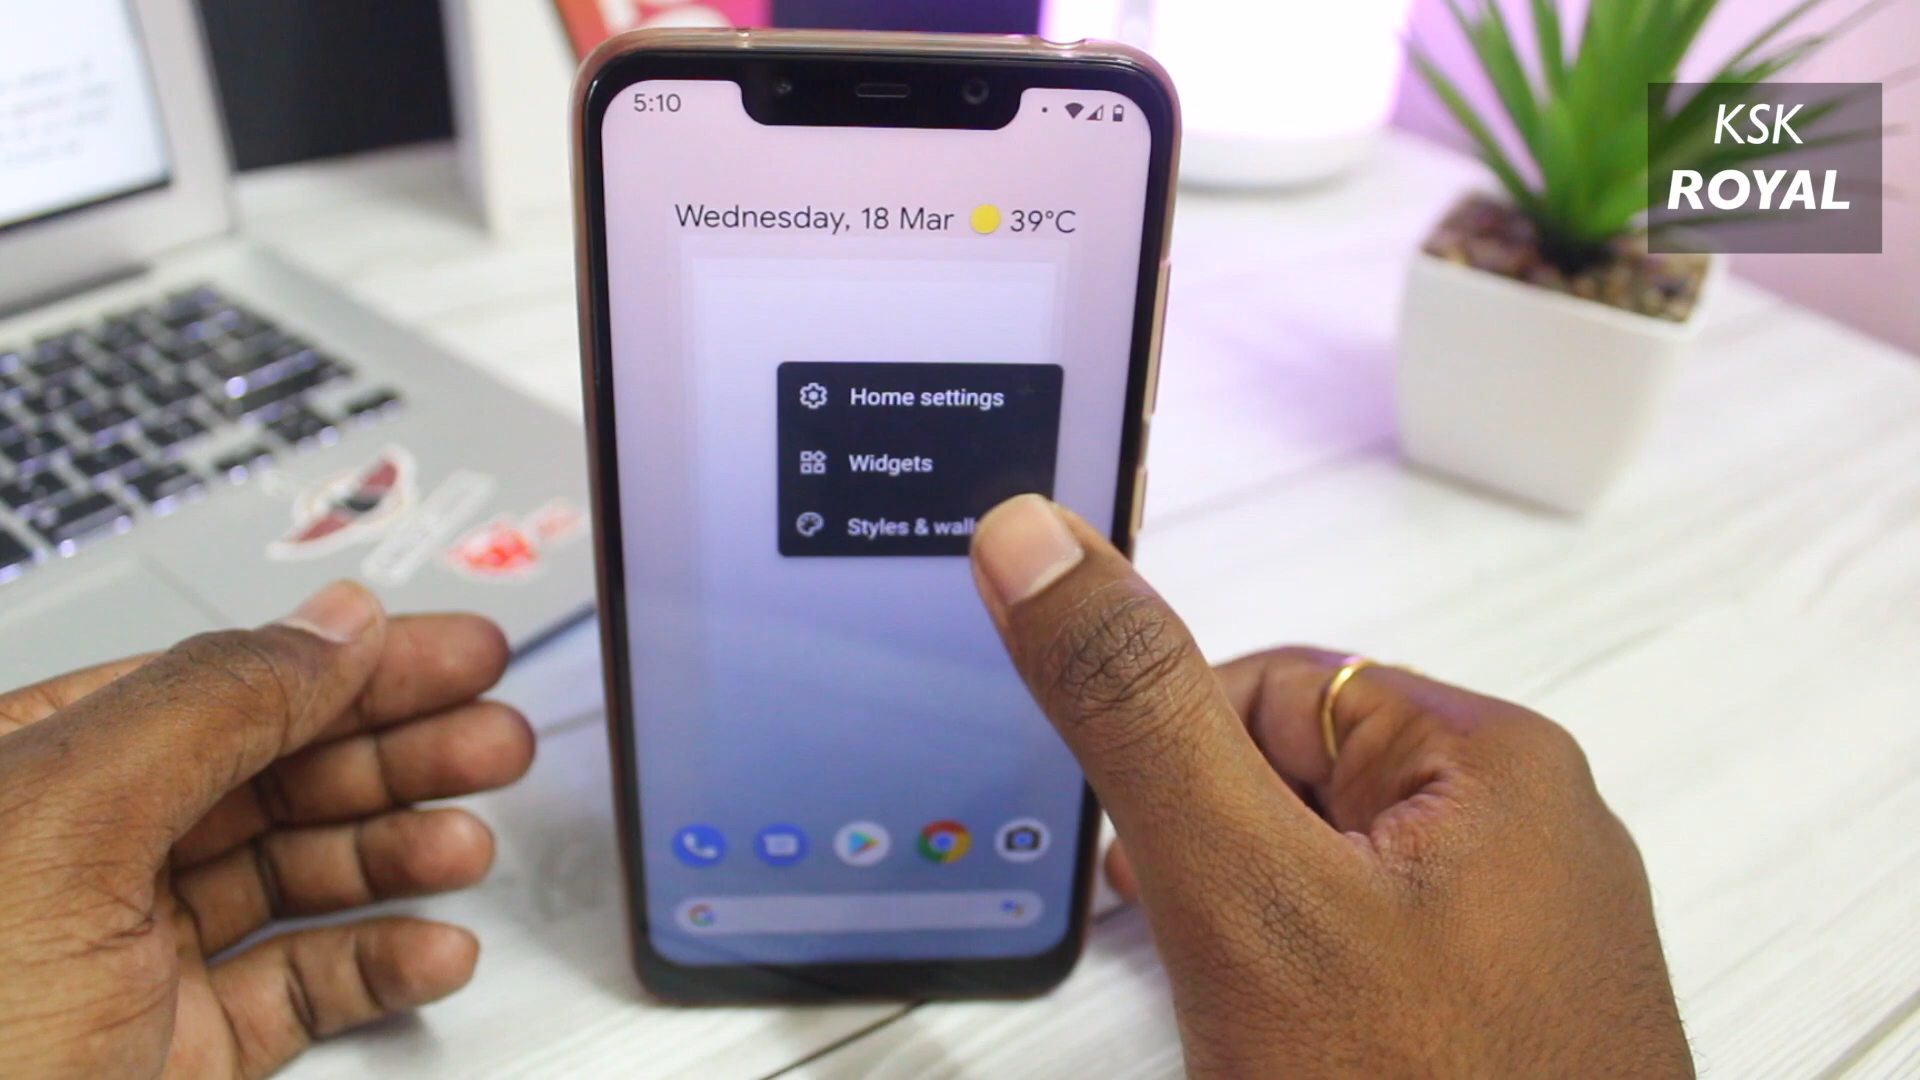 5:10
Wednesday, 18 Mar 39°C
Home settings
Widgets
Styles & wall
KSK
ROYAL